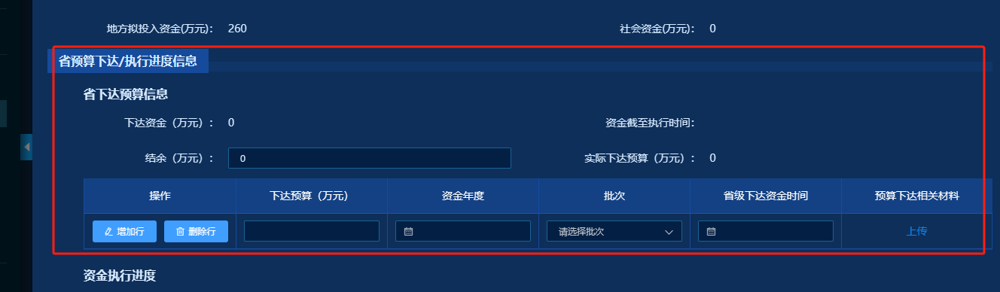 地方拟投入资金(万元)： 260 社会资金(万元)： 0
省预算下达/执行进度信息
省下达预算信息
下达资金（万元）： 0 资金截至执行时间：
结余（万元）： 0 实际下达预算（万元）： 0
操作 下达预算（万元） 资金年度 批次 省级下达资金时间 预算下达相关材料
增加行 删除行 请选择批次 上传
资金执行进度